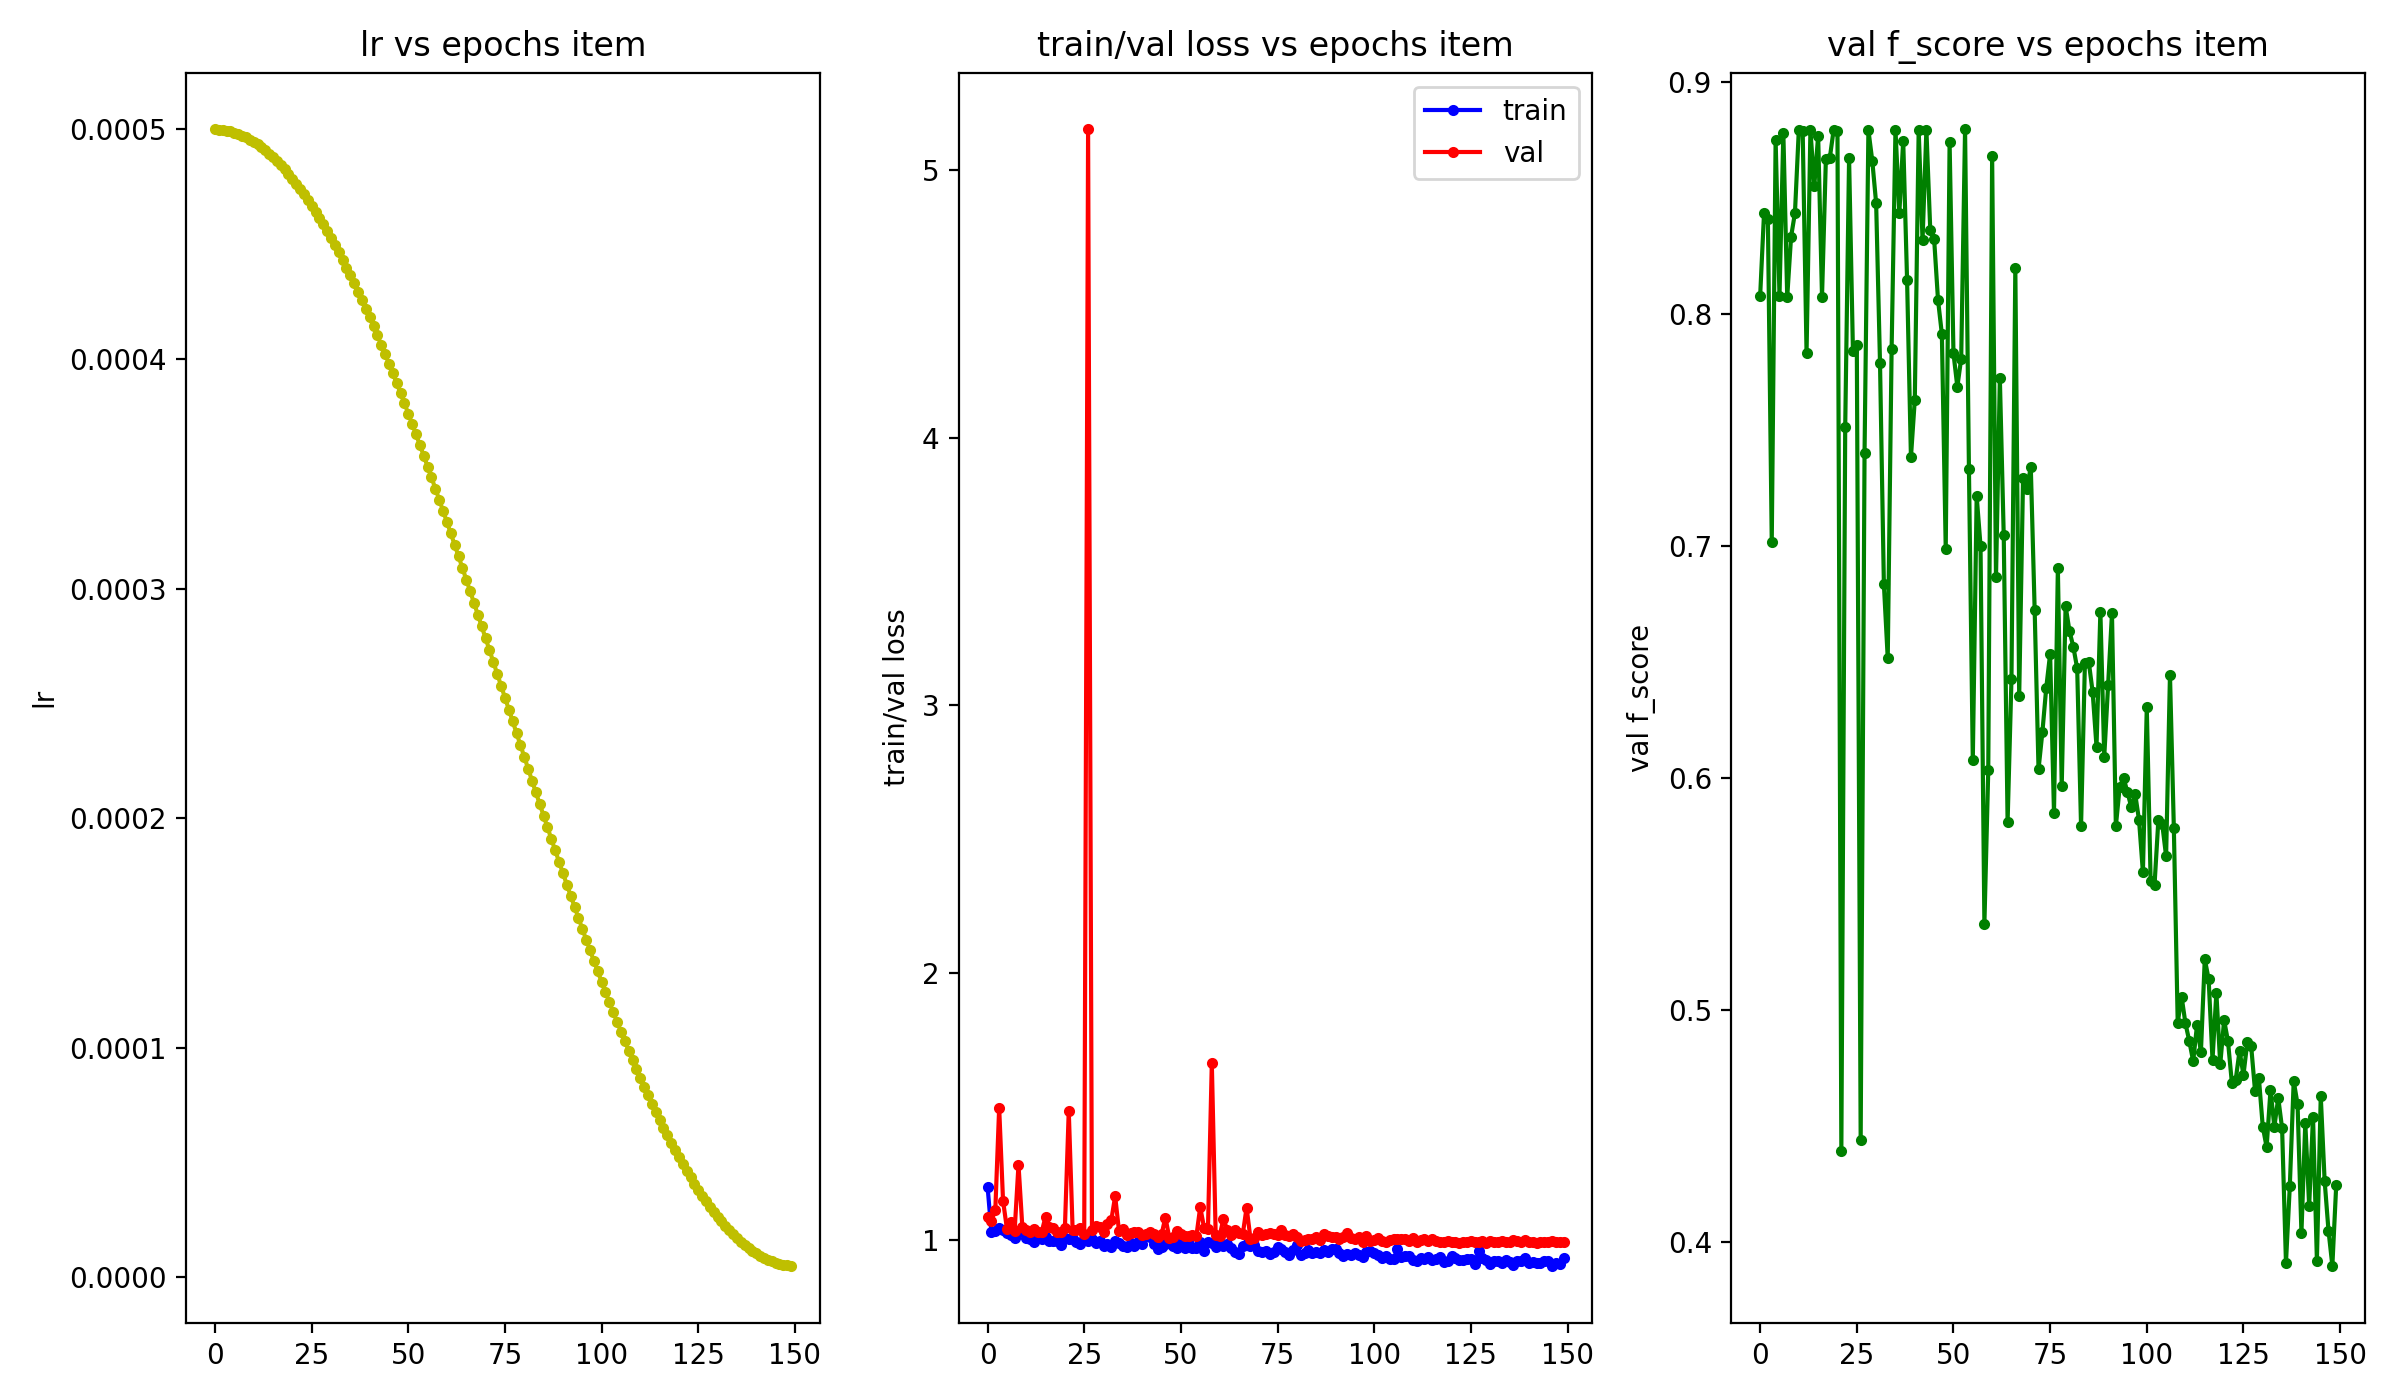 lr vs epochs item
0.0005
0.0004
0.0003
0.0002
0.0001
0.0000
lr
0 25 50 75 100 125 150
train/val loss vs epochs item
train
val
5
4
3
2
1
train/val loss
0 25 50 75 100 125 150
val f_score vs epochs item
0.9
0.8
0.7
0.6
0.5
0.4
val f_score
0 25 50 75 100 125 150